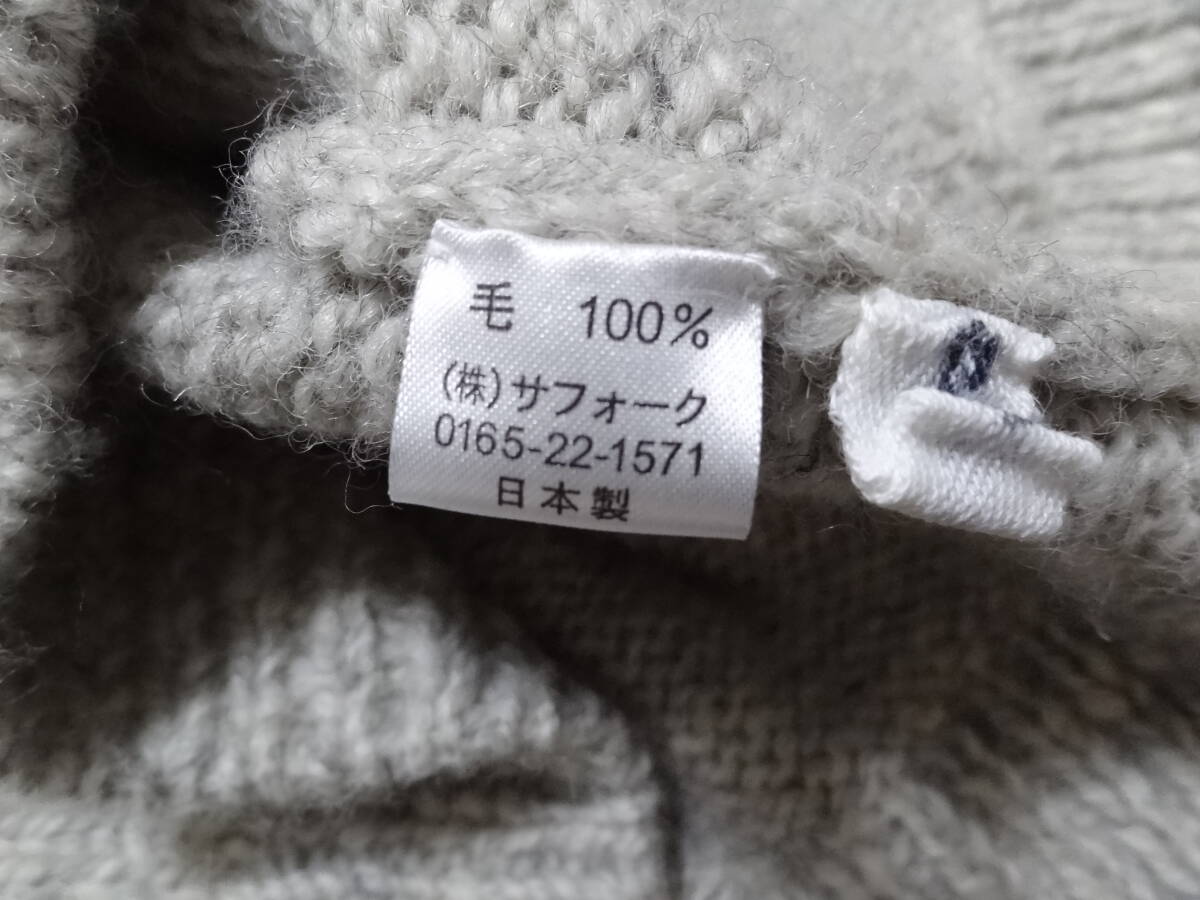 毛 100%
(株)サフォーク
0165-22-1571
日本製